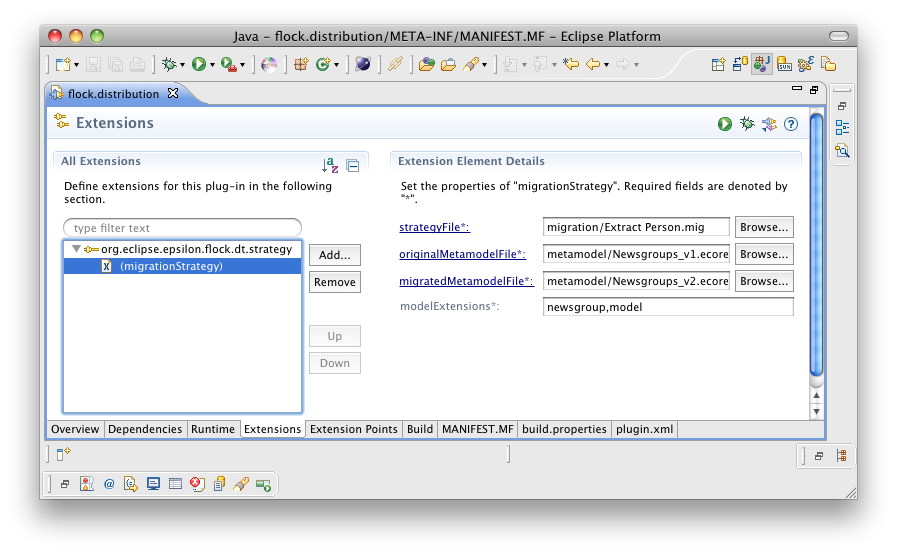 Java - flock.distribution/META-INF/MANIFEST.MF - Eclipse Platform
flock.distribution
Extensions
All Extensions
Define extensions for this plug-in in the following
section.
type filter text
org.eclipse.epsilon.flock.dt.strategy
(migrationStrategy)
Add...
Remove
Up
Down
Extension Element Details
Set the properties of "migrationStrategy". Required fields are denoted by
"*".
strategyFile*: migration/Extract Person.mig Browse...
originalMetamodelFile*: metamodel/Newsgroups_v1.ecore Browse...
migratedMetamodelFile*: metamodel/Newsgroups_v2.ecore Browse...
modelExtensions*: newsgroup,model
Overview Dependencies Runtime Extensions Extension Points Build MANIFEST.MF build.properties plugin.xml